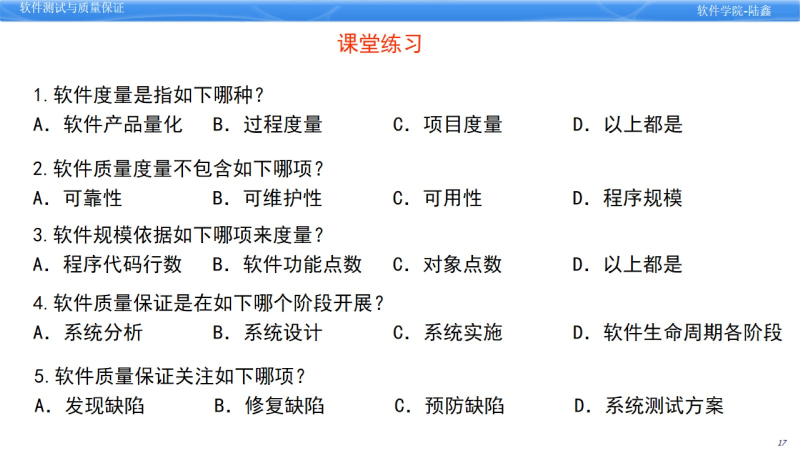 软件测试与质量保证
软件学院-陆鑫
课堂练习
1.软件度量是指如下哪种?
A. 软件产品量化 B. 过程度量 C. 项目度量 D. 以上都是
2.软件质量度量不包含如下哪项?
A. 可靠性 B. 可维护性 C. 可用性 D. 程序规模
3.软件规模依据如下哪项来度量?
A. 程序代码行数 B. 软件功能点数 C. 对象点数 D. 以上都是
4.软件质量保证是在如下哪个阶段开展?
A. 系统分析 B. 系统设计 C. 系统实施 D. 软件生命周期各阶段
5.软件质量保证关注如下哪项?
A. 发现缺陷 B. 修复缺陷 C. 预防缺陷 D. 系统测试方案
17